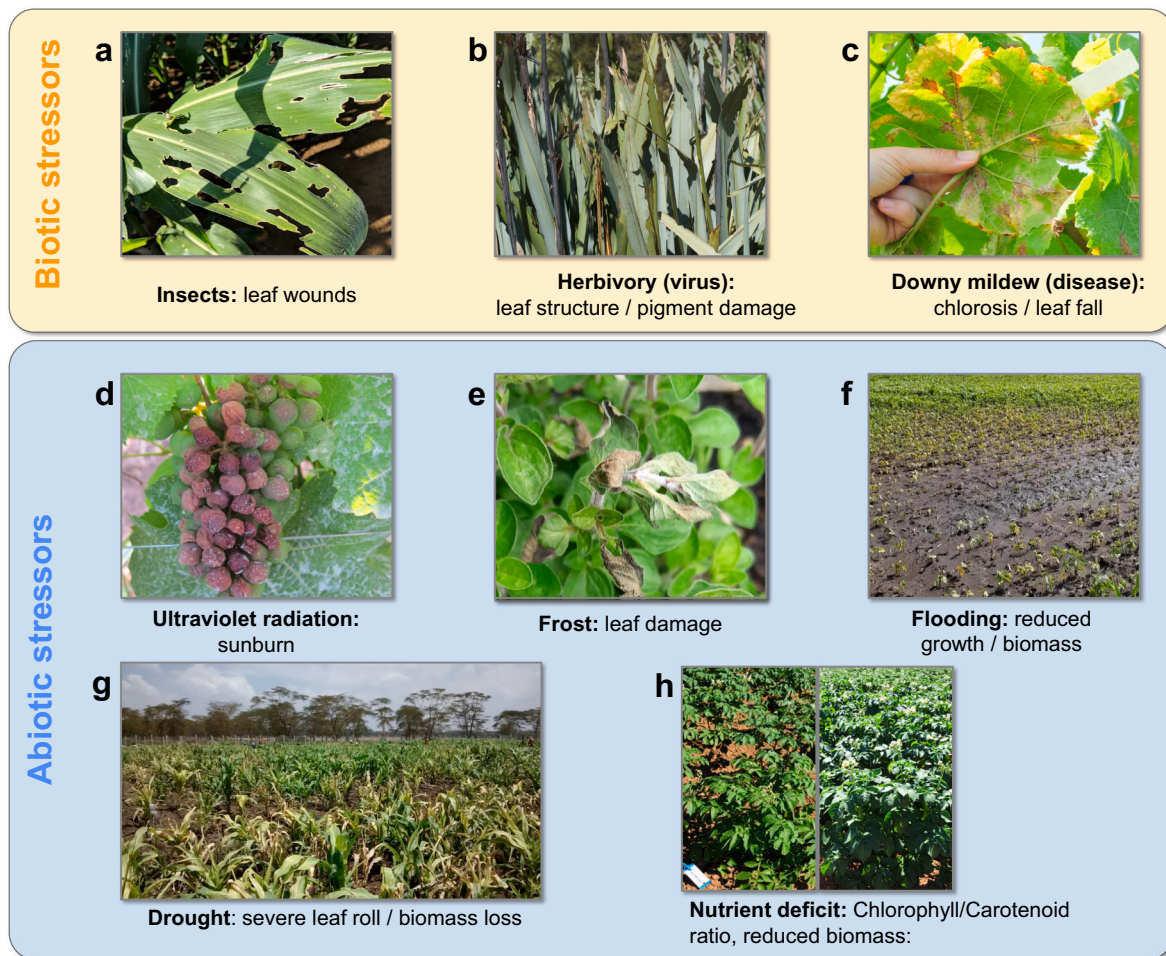 Biotic stressors
a
b
c
Insects: leaf wounds
Herbivory (virus):
leaf structure / pigment damage
Downy mildew (disease):
chlorosis / leaf fall
Abiotic stressors
d
e
f
Ultraviolet radiation:
sunburn
Frost: leaf damage
Flooding: reduced
growth / biomass
g
h
Drought: severe leaf roll / biomass loss
Nutrient deficit: Chlorophyll/Carotenoid
ratio, reduced biomass: